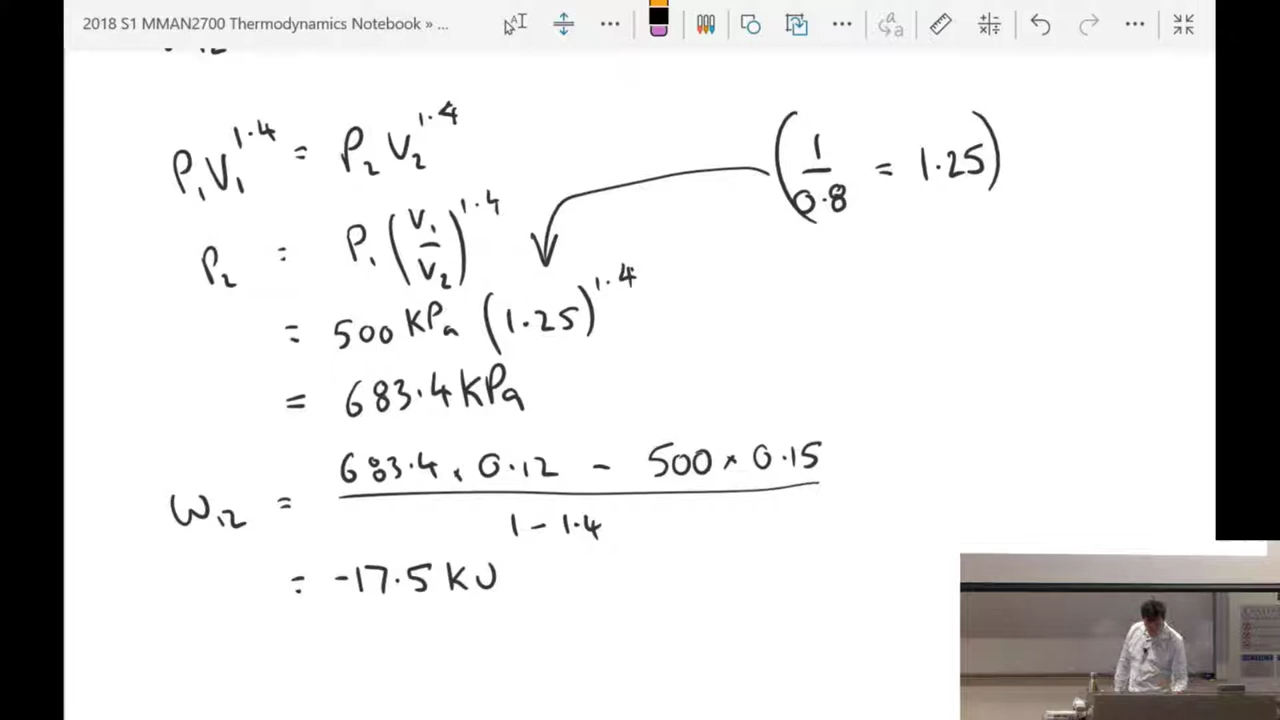 2018 S1 MMAN2700 Thermodynamics Notebook » ...
12
P₁V₁^1.4 = P₂V₂^1.4
(1/0.8 = 1.25)
P₂ = P₁ (V₁/V₂)^1.4
= 500 kPa (1.25)^1.4
= 683.4 kPa
W₁₂ = (683.4 × 0.12 - 500 × 0.15) / (1 - 1.4)
= -17.5 kJ